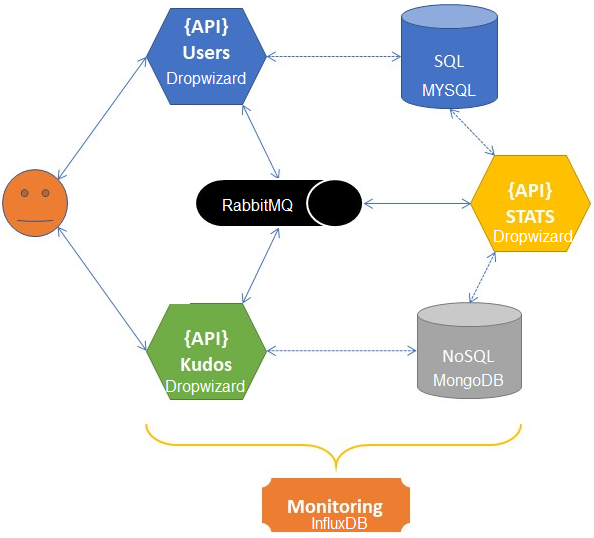 {API}
Users
Dropwizard
SQL
MYSQL
RabbitMQ
{API}
STATS
Dropwizard
{API}
Kudos
Dropwizard
NoSQL
MongoDB
Monitoring
InfluxDB